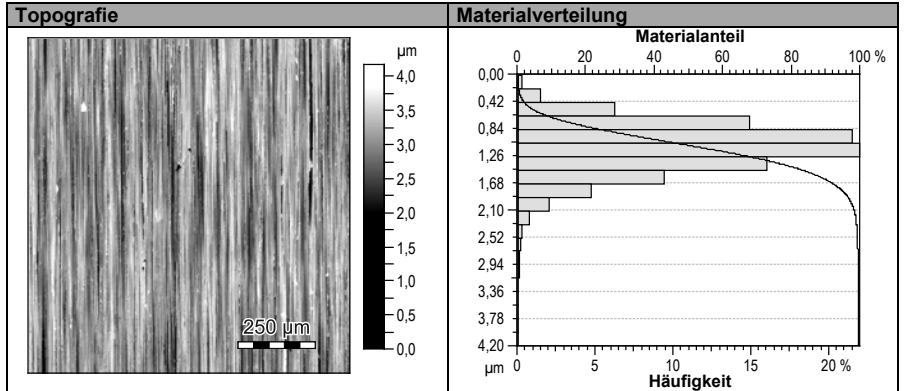 Topografie
Materialverteilung
µm
4,0
3,5
3,0
2,5
2,0
1,5
1,0
0,5
0,0
250 µm
Materialanteil
0 20 40 60 80 100 %
0,00
0,42
0,84
1,26
1,68
2,10
2,52
2,94
3,36
3,78
4,20
µm
0 5 10 15 20 %
Häufigkeit